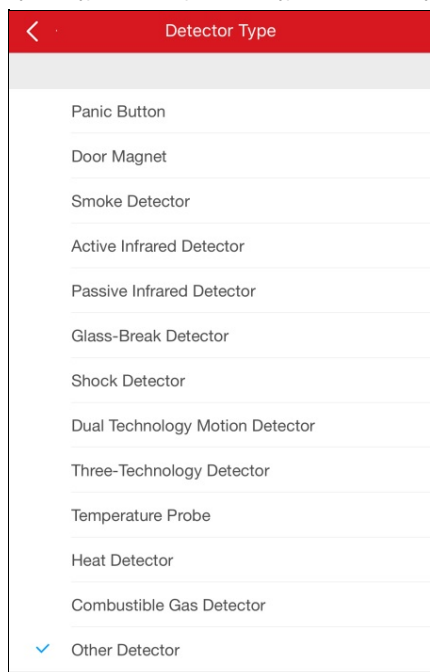 Detector Type
Panic Button
Door Magnet
Smoke Detector
Active Infrared Detector
Passive Infrared Detector
Glass-Break Detector
Shock Detector
Dual Technology Motion Detector
Three-Technology Detector
Temperature Probe
Heat Detector
Combustible Gas Detector
Other Detector